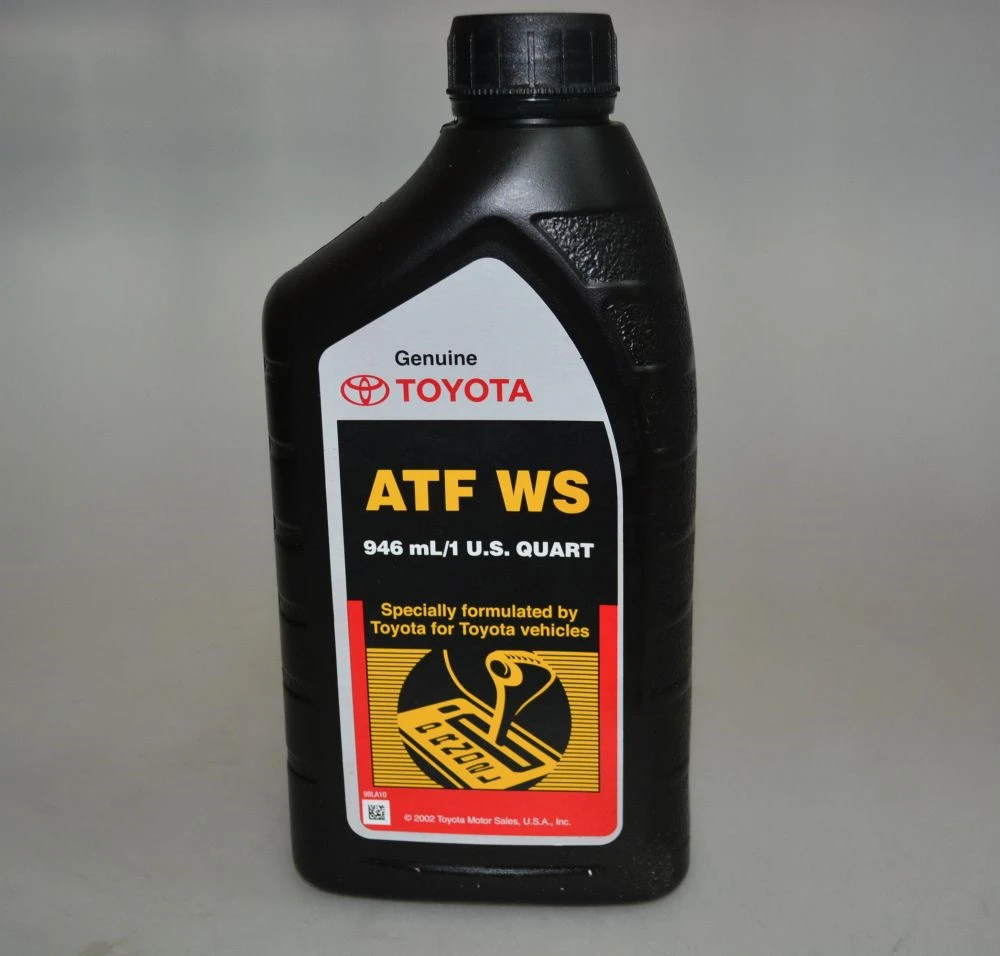 Genuine
TOYOTA
ATF WS
946 mL/1 U.S. QUART
Specially formulated by
Toyota for Toyota vehicles
98LA10
© 2002 Toyota Motor Sales, U.S.A., Inc.